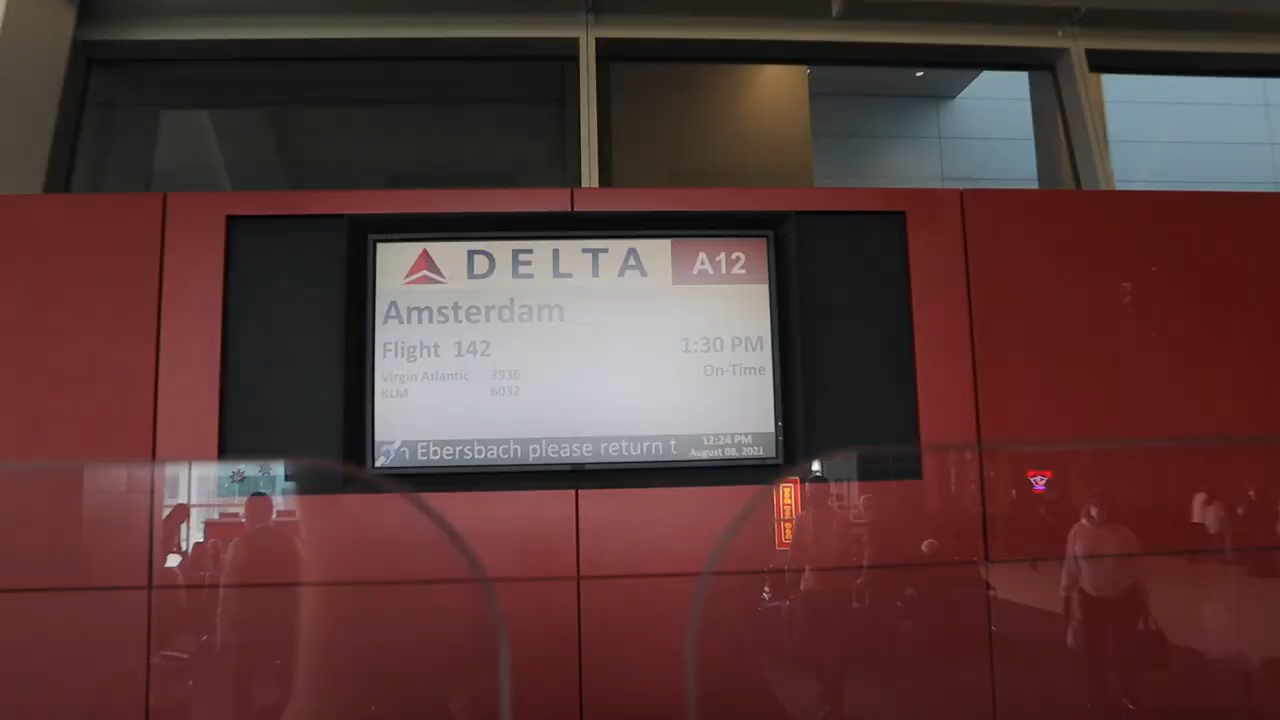 DELTA A12
Amsterdam
Flight 142 1:30 PM
Virgin Atlantic 3936 On-Time
KLM 6032
Ebersbach please return t 12:24 PM
August 08, 2021